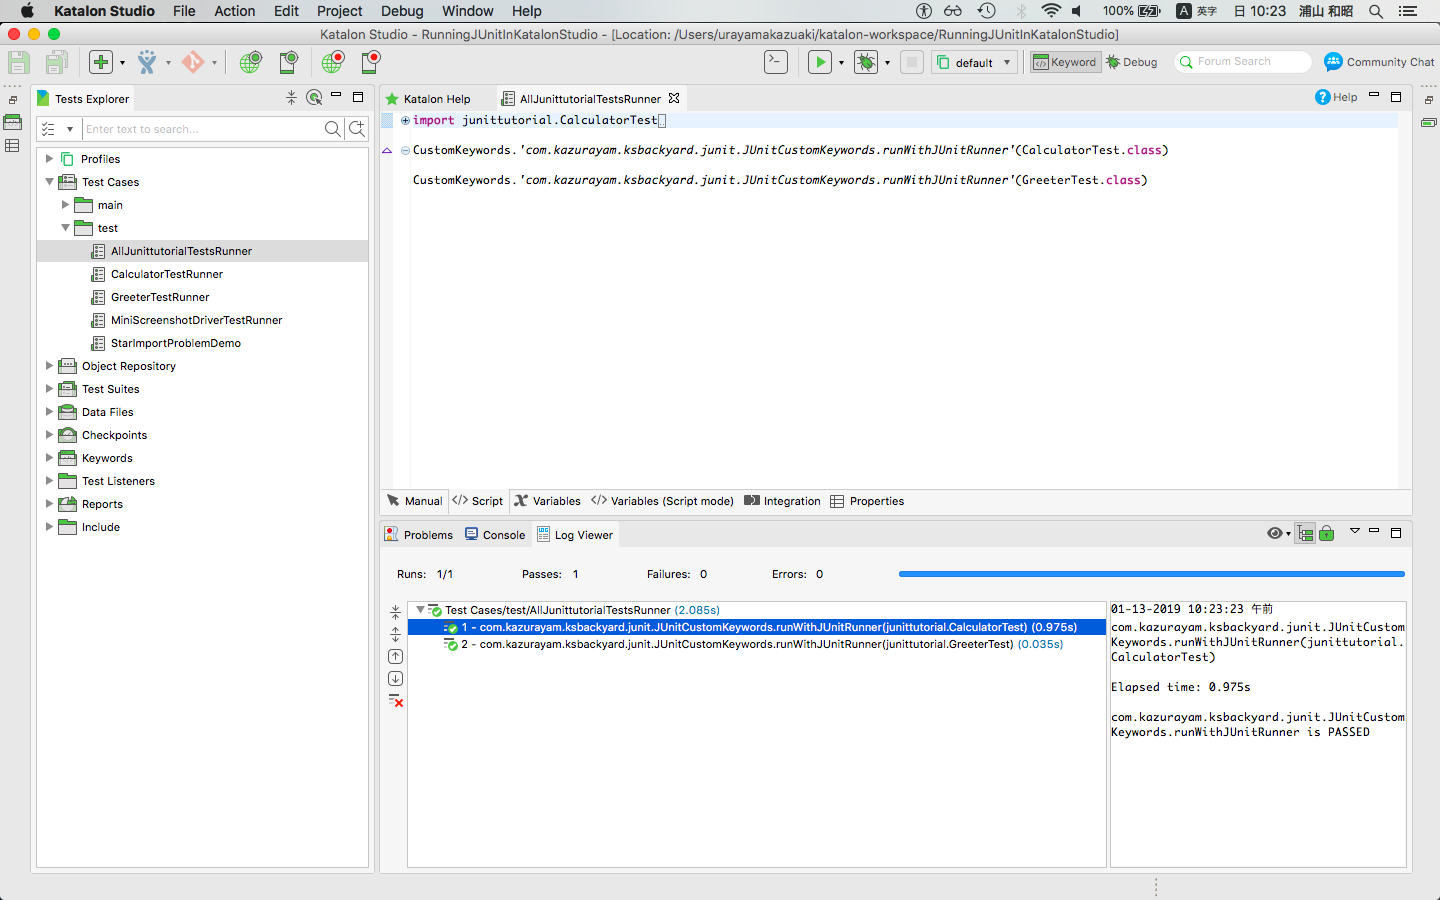 Katalon Studio File Action Edit Project Debug Window Help 100% A 英字 日 10:23 浦山 和昭
Katalon Studio - RunningJUnitInKatalonStudio - [Location: /Users/urayamakazuaki/katalon-workspace/RunningJUnitInKatalonStudio]
default Keyword Debug Forum Search Community Chat
Tests Explorer
Enter text to search...
Profiles
Test Cases
main
test
AllJunittutorialTestsRunner
CalculatorTestRunner
GreeterTestRunner
MiniScreenshotDriverTestRunner
StarImportProblemDemo
Object Repository
Test Suites
Data Files
Checkpoints
Keywords
Test Listeners
Reports
Include
Katalon Help AllJunittutorialTestsRunner Help
import junittutorial.CalculatorTest
CustomKeywords.'com.kazurayam.ksbackyard.junit.JUnitCustomKeywords.runWithJUnitRunner'(CalculatorTest.class)
CustomKeywords.'com.kazurayam.ksbackyard.junit.JUnitCustomKeywords.runWithJUnitRunner'(GreeterTest.class)
Manual Script Variables Variables (Script mode) Integration Properties
Problems Console Log Viewer
Runs: 1/1 Passes: 1 Failures: 0 Errors: 0
Test Cases/test/AllJunittutorialTestsRunner (2.085s)
1 - com.kazurayam.ksbackyard.junit.JUnitCustomKeywords.runWithJUnitRunner(junittutorial.CalculatorTest) (0.975s)
2 - com.kazurayam.ksbackyard.junit.JUnitCustomKeywords.runWithJUnitRunner(junittutorial.GreeterTest) (0.035s)
01-13-2019 10:23:23 午前
com.kazurayam.ksbackyard.junit.JUnitCustom
Keywords.runWithJUnitRunner(junittutorial.
CalculatorTest)
Elapsed time: 0.975s
com.kazurayam.ksbackyard.junit.JUnitCustom
Keywords.runWithJUnitRunner is PASSED